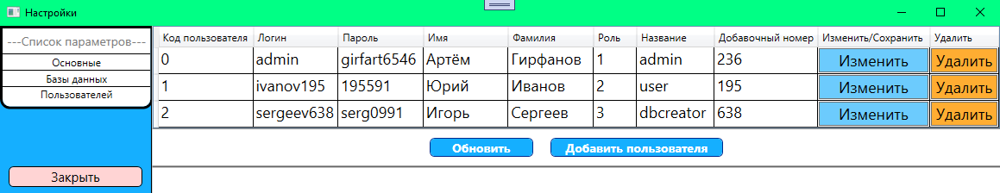 Настройки
---Список параметров---
Основные
Базы данных
Пользователей
Закрыть
Код пользователя Логин Пароль Имя Фамилия Роль Название Добавочный номер Изменить/Сохранить Удалить
0 admin girfart6546 Артём Гирфанов 1 admin 236 Изменить Удалить
1 ivanov195 195591 Юрий Иванов 2 user 195 Изменить Удалить
2 sergeev638 serg0991 Игорь Сергеев 3 dbcreator 638 Изменить Удалить
Обновить Добавить пользователя